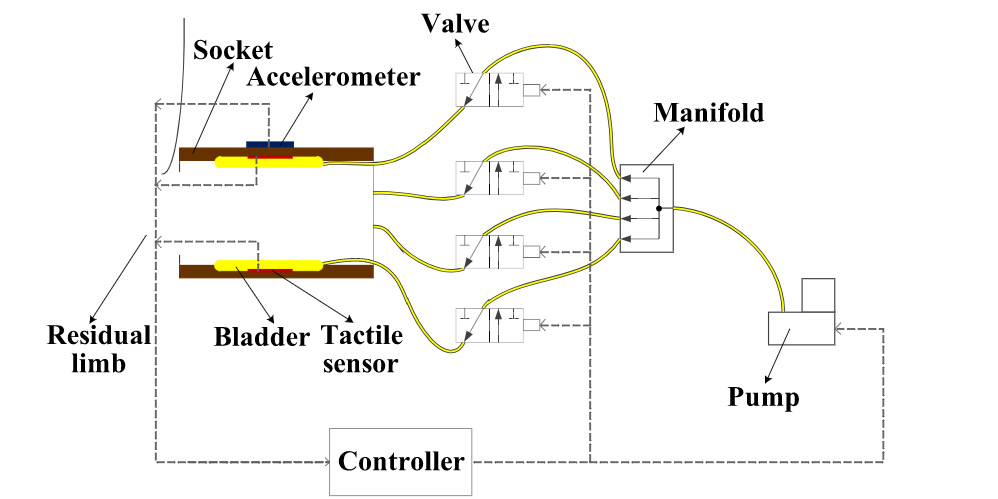 Valve
Socket
Accelerometer
Manifold
Residual
limb
Bladder
Tactile
sensor
Pump
Controller